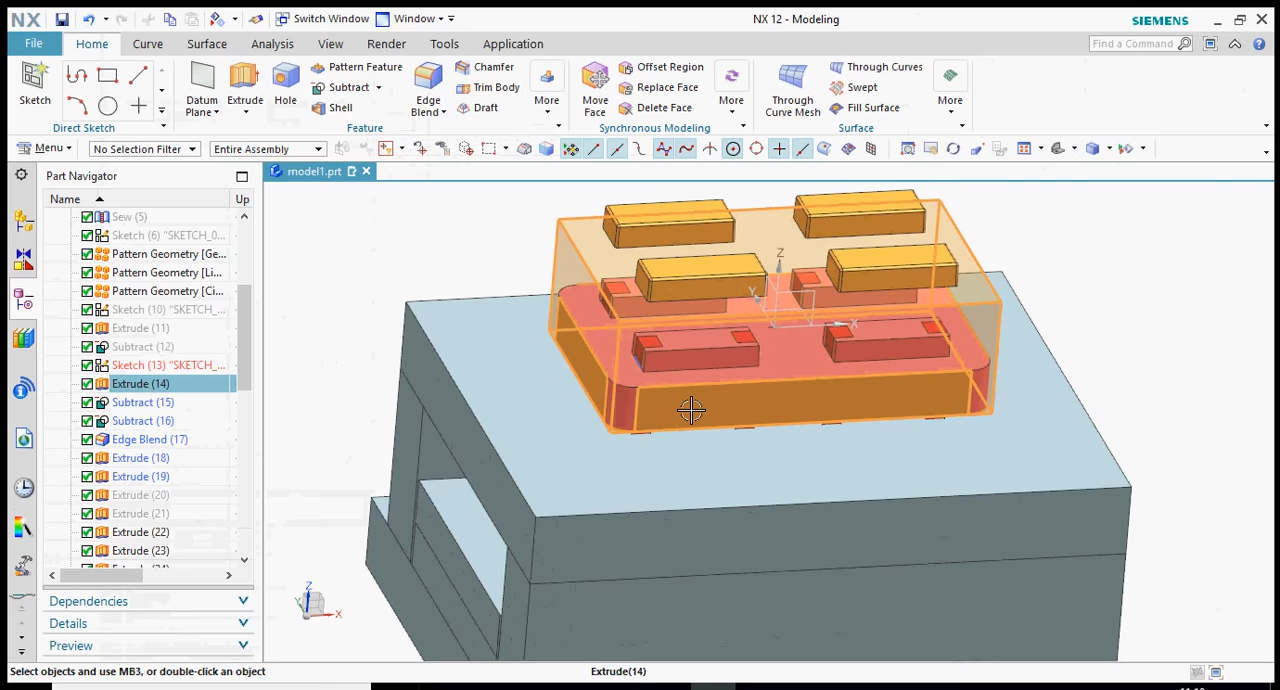 NX
Switch Window
Window
NX 12 - Modeling
SIEMENS
File
Home
Curve
Surface
Analysis
View
Render
Tools
Application
Find a Command
Sketch
Direct Sketch
Datum
Plane
Extrude
Hole
Pattern Feature
Subtract
Shell
Edge
Blend
Chamfer
Trim Body
Draft
More
Feature
Move
Face
Offset Region
Replace Face
Delete Face
More
Synchronous Modeling
Through
Curve Mesh
Through Curves
Swept
Fill Surface
More
Surface
Menu
No Selection Filter
Entire Assembly
Part Navigator
model1.prt
Name
Up
Sew (5)
Sketch (6) "SKETCH_0...
Pattern Geometry [Ge...
Pattern Geometry [Li...
Pattern Geometry [Cir...
Sketch (10) "SKETCH_...
Extrude (11)
Subtract (12)
Sketch (13) "SKETCH_...
Extrude (14)
Subtract (15)
Subtract (16)
Edge Blend (17)
Extrude (18)
Extrude (19)
Extrude (20)
Extrude (21)
Extrude (22)
Extrude (23)
Dependencies
Details
Preview
Z
Y
X
Z
Y
X
Select objects and use MB3, or double-click an object
Extrude(14)